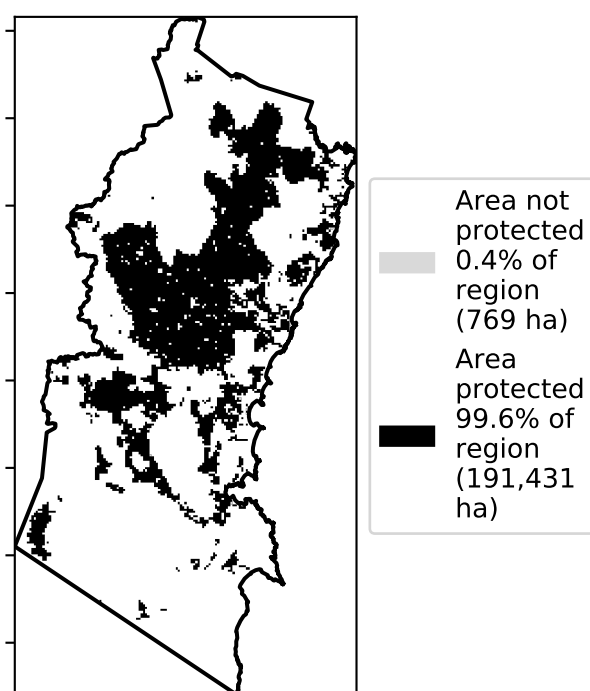 Area not
protected
0.4% of
region
(769 ha)
Area
protected
99.6% of
region
(191,431
ha)